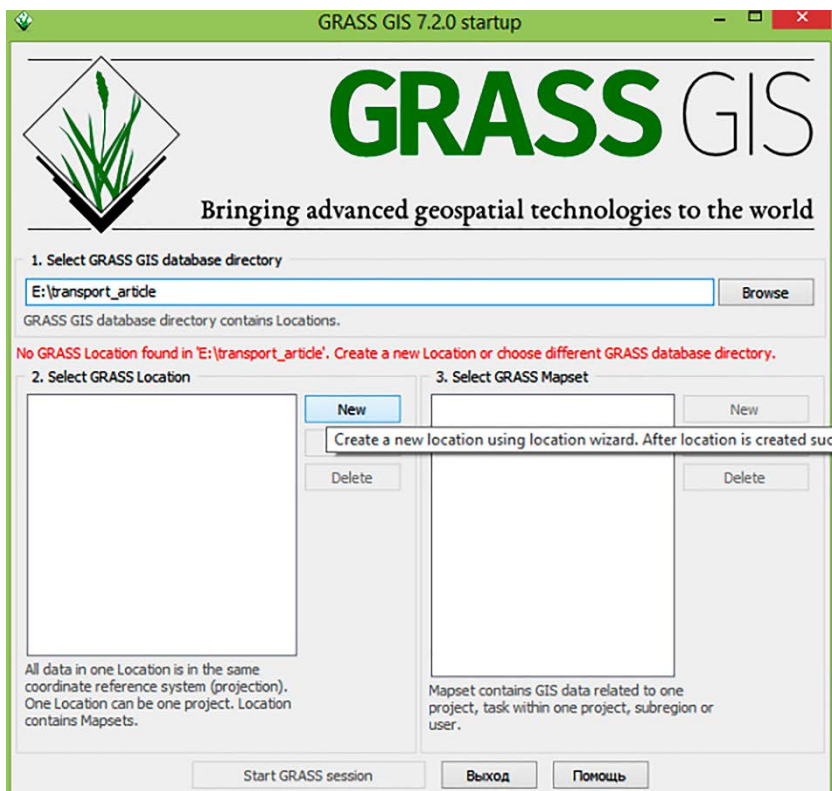 GRASS GIS 7.2.0 startup
GRASS GIS
Bringing advanced geospatial technologies to the world
1. Select GRASS GIS database directory
E:\transport_article
Browse
GRASS GIS database directory contains Locations.
No GRASS Location found in 'E:\transport_article'. Create a new Location or choose different GRASS database directory.
2. Select GRASS Location
New
Create a new location using location wizard. After location is created suc
Delete
All data in one Location is in the same
coordinate reference system (projection).
One Location can be one project. Location
contains Mapsets.
3. Select GRASS Mapset
New
Delete
Mapset contains GIS data related to one
project, task within one project, subregion or
user.
Start GRASS session
Выход
Помощь